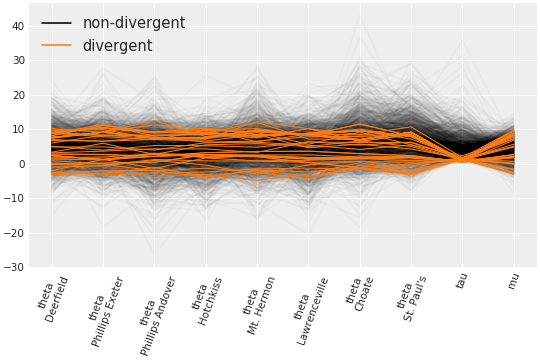 non-divergent
divergent
40
30
20
10
0
−10
−20
−30
theta
Deerfield
theta
Phillips Exeter
theta
Phillips Andover
theta
Hotchkiss
theta
Mt. Hermon
theta
Lawrenceville
theta
Choate
theta
St. Paul's
tau
mu